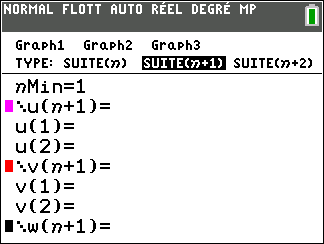 NORMAL FLOTT AUTO RÉEL DEGRÉ MP
Graph1 Graph2 Graph3
TYPE: SUITE(n) SUITE(n+1) SUITE(n+2)
nMin=1
\u(n+1)=
u(1)=
u(2)=
\v(n+1)=
v(1)=
v(2)=
\w(n+1)=